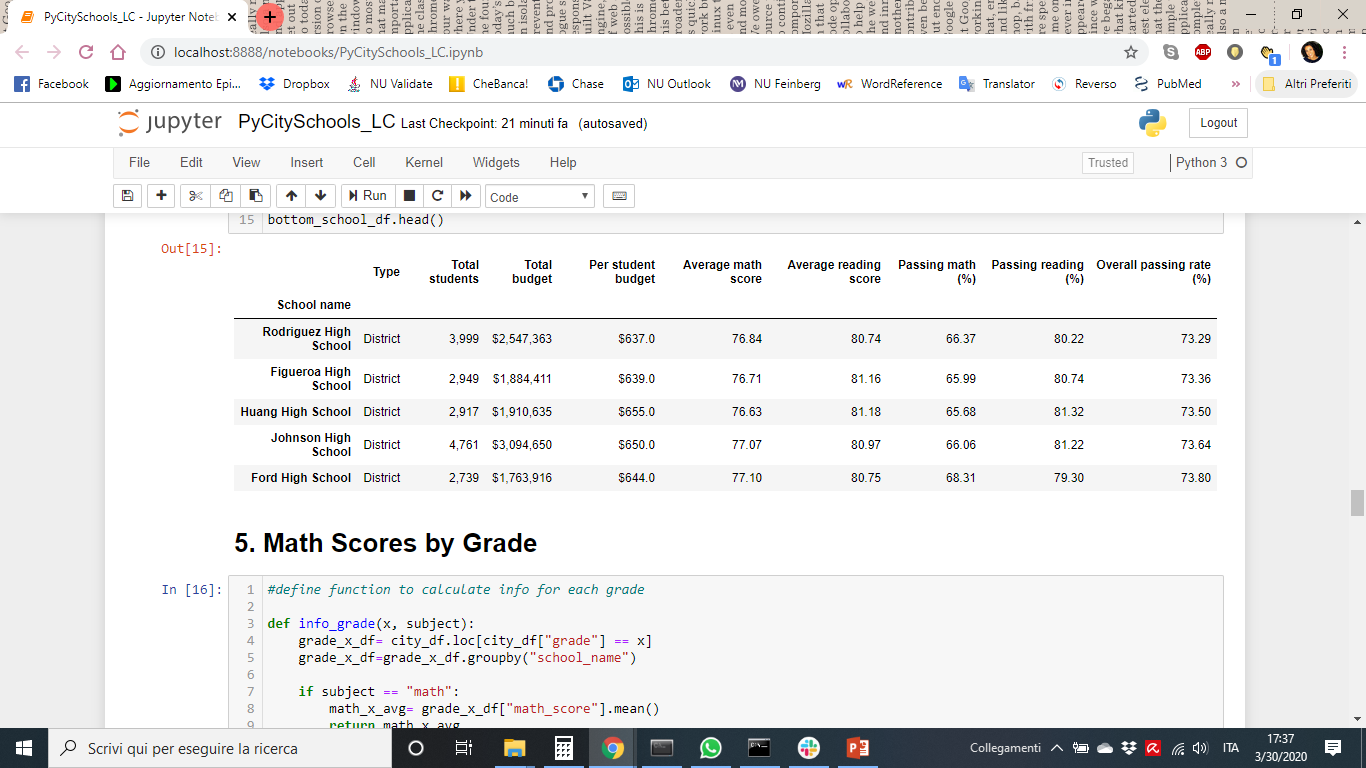 PyCitySchools_LC - Jupyter Note
localhost:8888/notebooks/PyCitySchools_LC.ipynb
ABP
1
Facebook Aggiornamento Epi... Dropbox NU Validate CheBanca! Chase NU Outlook NU Feinberg WordReference Translator Reverso PubMed » Altri Preferiti
jupyter PyCitySchools_LC Last Checkpoint: 21 minuti fa (autosaved) Logout
File Edit View Insert Cell Kernel Widgets Help Trusted Python 3
Run Code
15 bottom_school_df.head()
Out[15]:
Type Total students Total budget Per student budget Average math score Average reading score Passing math (%) Passing reading (%) Overall passing rate (%)
School name
Rodriguez High School District 3,999 $2,547,363 $637.0 76.84 80.74 66.37 80.22 73.29
Figueroa High School District 2,949 $1,884,411 $639.0 76.71 81.16 65.99 80.74 73.36
Huang High School District 2,917 $1,910,635 $655.0 76.63 81.18 65.68 81.32 73.50
Johnson High School District 4,761 $3,094,650 $650.0 77.07 80.97 66.06 81.22 73.64
Ford High School District 2,739 $1,763,916 $644.0 77.10 80.75 68.31 79.30 73.80
5. Math Scores by Grade
In [16]:
1 #define function to calculate info for each grade
2
3 def info_grade(x, subject):
4 grade_x_df= city_df.loc[city_df["grade"] == x]
5 grade_x_df=grade_x_df.groupby("school_name")
6
7 if subject == "math":
8 math_x_avg= grade_x_df["math_score"].mean()
9 return math_x_avg
Scrivi qui per eseguire la ricerca
Collegamenti ITA
17:37
3/30/2020